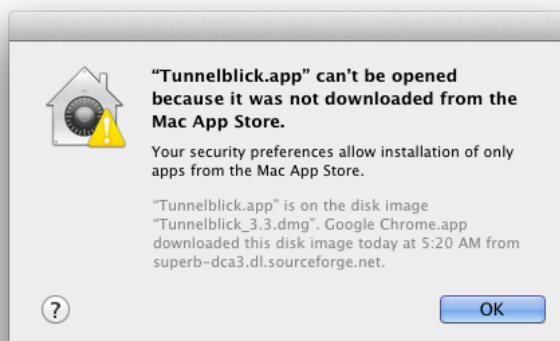 “Tunnelblick.app” can’t be opened
because it was not downloaded from the
Mac App Store.
Your security preferences allow installation of only
apps from the Mac App Store.
“Tunnelblick.app” is on the disk image
“Tunnelblick_3.3.dmg”. Google Chrome.app
downloaded this disk image today at 5:20 AM from
superb-dca3.dl.sourceforge.net.
?
OK